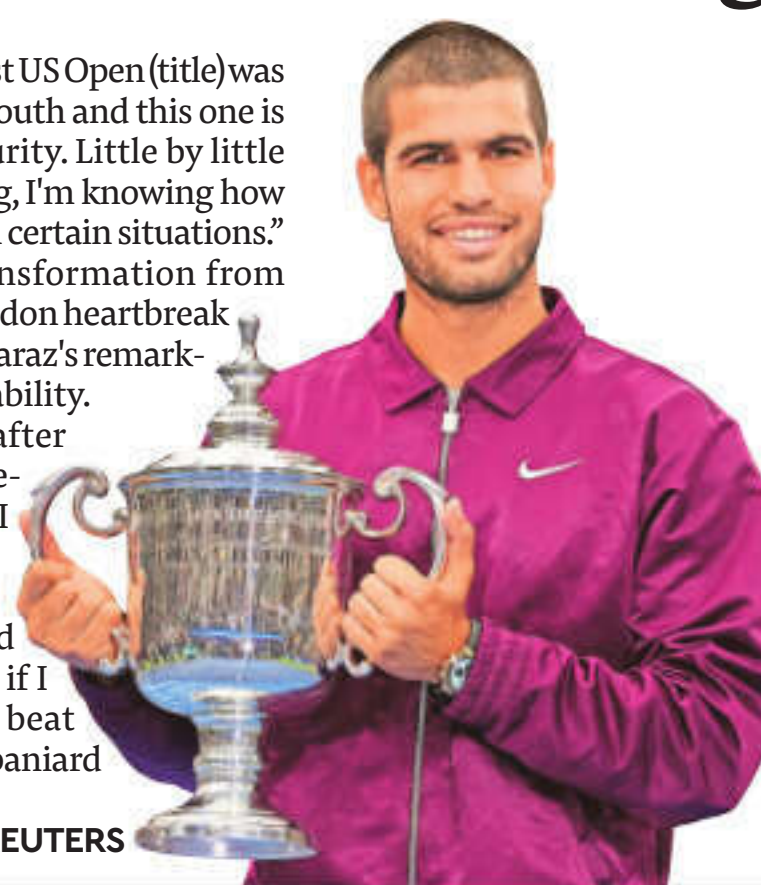 st US Open (title) was
outh and this one is
urity. Little by little
g, I'm knowing how
certain situations."
nsformation from
don heartbreak
araz's remark-
ability.
after
e-
I
d
if I
beat
paniard
EUTERS